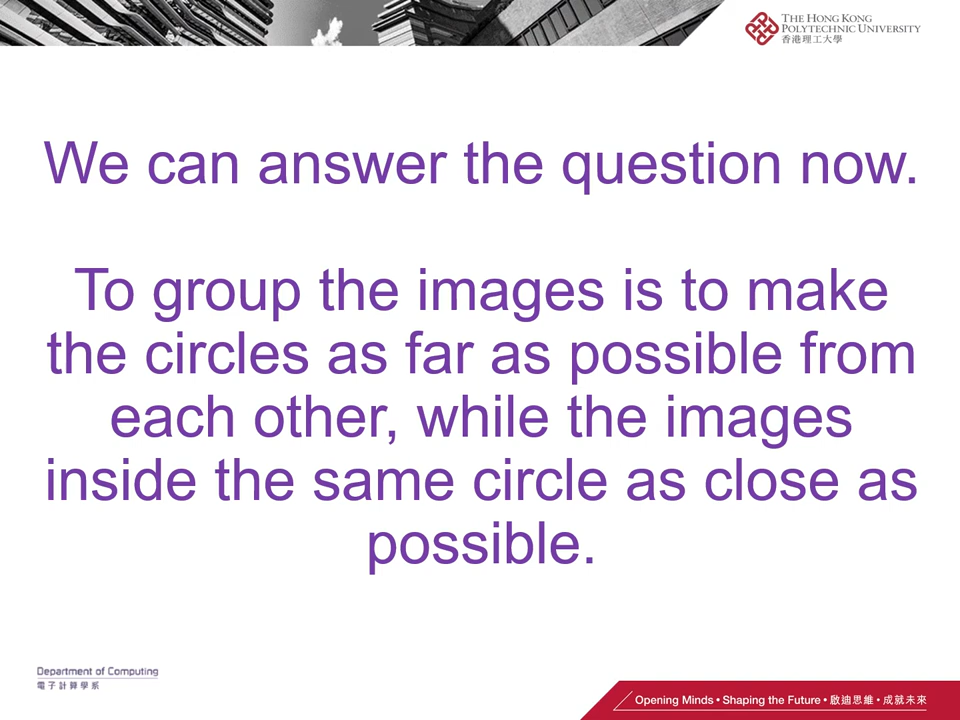 THE HONG KONG
POLYTECHNIC UNIVERSITY
香港理工大學
We can answer the question now.
To group the images is to make
the circles as far as possible from
each other, while the images
inside the same circle as close as
possible.
Department of Computing
電子計算學系
Opening Minds • Shaping the Future • 啟迪思維 • 成就未來